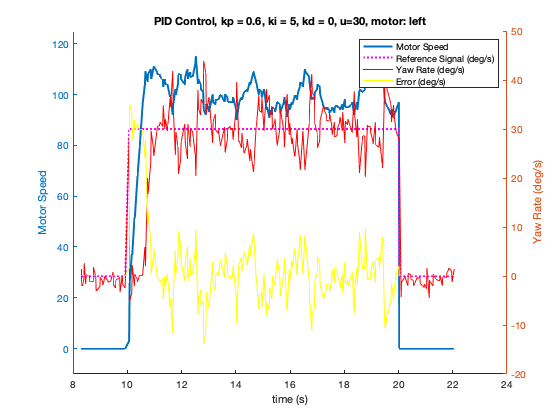 PID Control, kp = 0.6, ki = 5, kd = 0, u=30, motor: left
Motor Speed
Reference Signal (deg/s)
Yaw Rate (deg/s)
Error (deg/s)
120
100
80
60
40
20
0
Motor Speed
50
40
30
20
10
0
-10
-20
Yaw Rate (deg/s)
8 10 12 14 16 18 20 22 24
time (s)